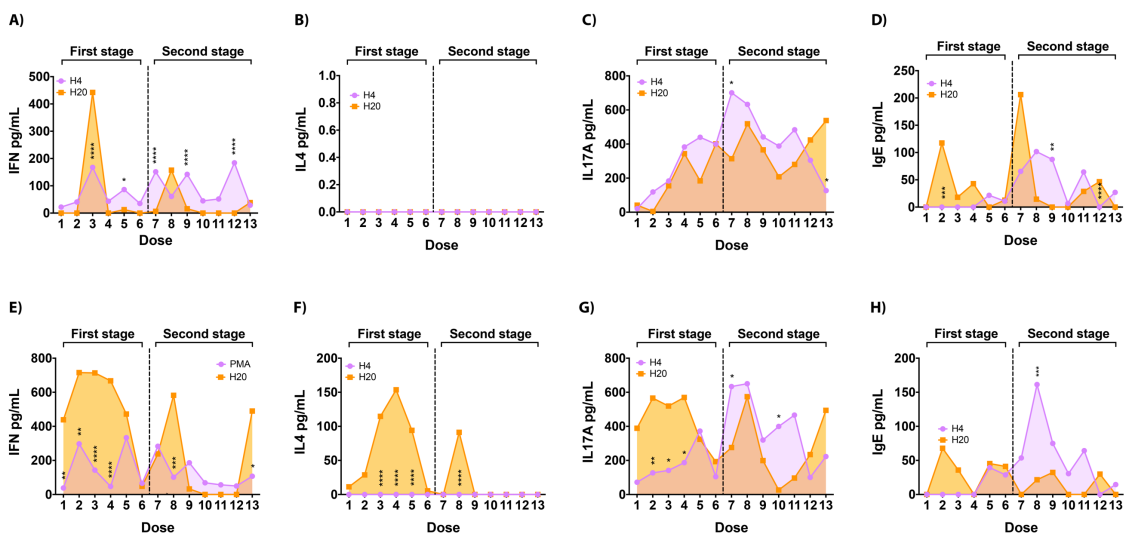 A)
First stage Second stage
IFN pg/mL
500
400
300
200
100
0
H4
H20
****
*
****
****
****
1 2 3 4 5 6 7 8 9 10 11 12 13
Dose
B)
First stage Second stage
IL4 pg/mL
1.0
0.8
0.6
0.4
0.2
0.0
H4
H20
1 2 3 4 5 6 7 8 9 10 11 12 13
Dose
C)
First stage Second stage
IL17A pg/mL
800
600
400
200
0
H4
H20
*
*
1 2 3 4 5 6 7 8 9 10 11 12 13
Dose
D)
First stage Second stage
IgE pg/mL
250
200
150
100
50
0
H4
H20
***
**
****
1 2 3 4 5 6 7 8 9 10 11 12 13
Dose
E)
First stage Second stage
IFN pg/mL
800
600
400
200
0
PMA
H20
**
**
****
****
***
*
1 2 3 4 5 6 7 8 9 10 11 12 13
Dose
F)
First stage Second stage
IL4 pg/mL
200
150
100
50
0
H4
H20
****
****
****
****
1 2 3 4 5 6 7 8 9 10 11 12 13
Dose
G)
First stage Second stage
IL17A pg/mL
800
600
400
200
0
H4
H20
**
*
*
*
*
1 2 3 4 5 6 7 8 9 10 11 12 13
Dose
H)
First stage Second stage
IgE pg/mL
200
150
100
50
0
H4
H20
***
1 2 3 4 5 6 7 8 9 10 11 12 13
Dose